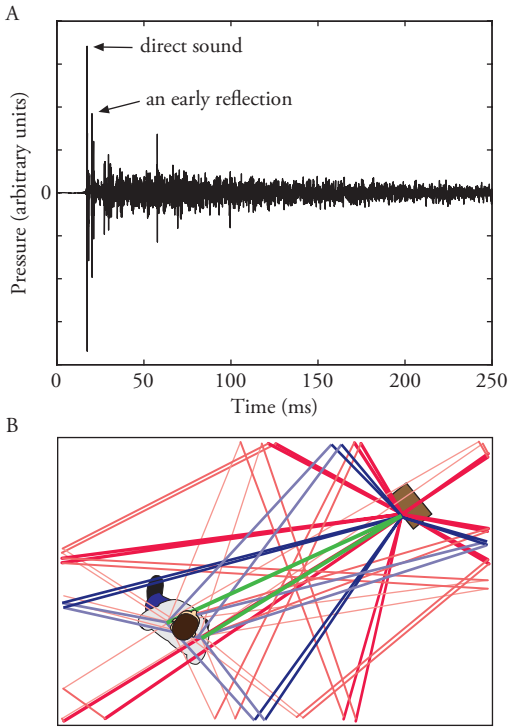 A
direct sound
an early reflection
Pressure (arbitrary units)
0
0 50 100 150 200 250
Time (ms)
B